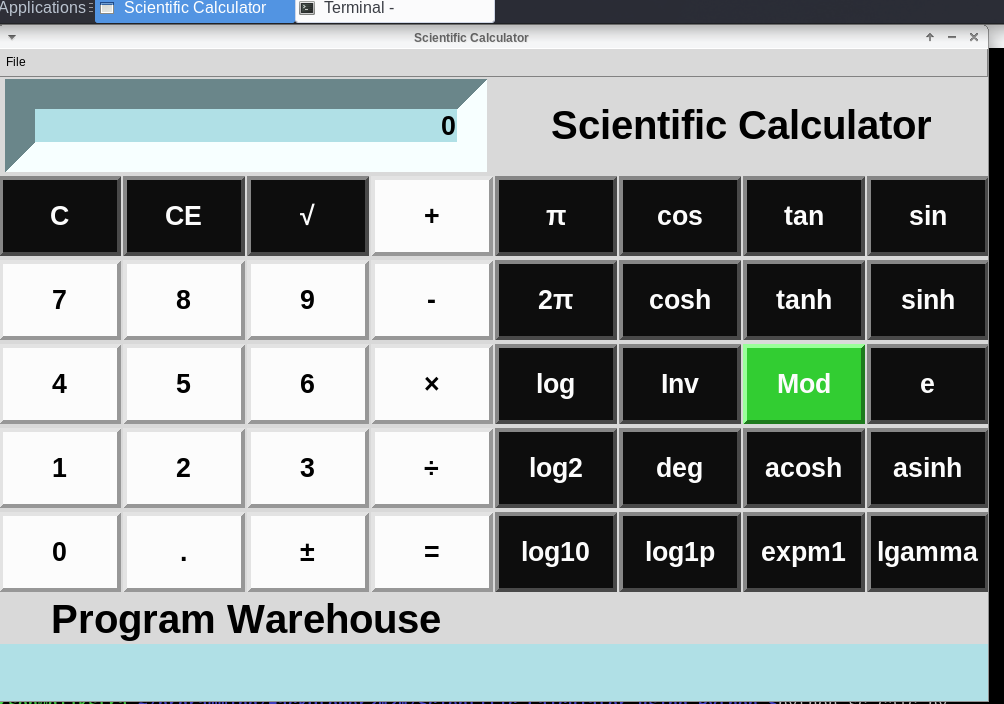 Applications Scientific Calculator Terminal -
Scientific Calculator
File
0
Scientific Calculator
C CE √ + π cos tan sin
7 8 9 - 2π cosh tanh sinh
4 5 6 × log Inv Mod e
1 2 3 ÷ log2 deg acosh asinh
0 . ± = log10 log1p expm1 lgamma
Program Warehouse